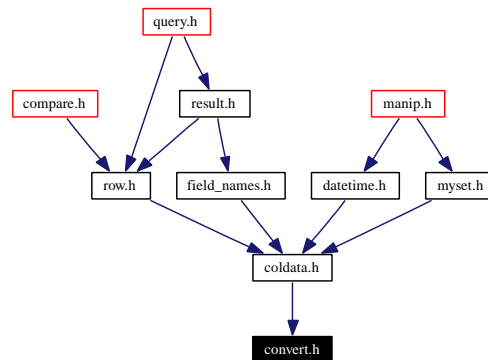 query.h
compare.h
result.h
manip.h
row.h
field_names.h
datetime.h
myset.h
coldata.h
convert.h